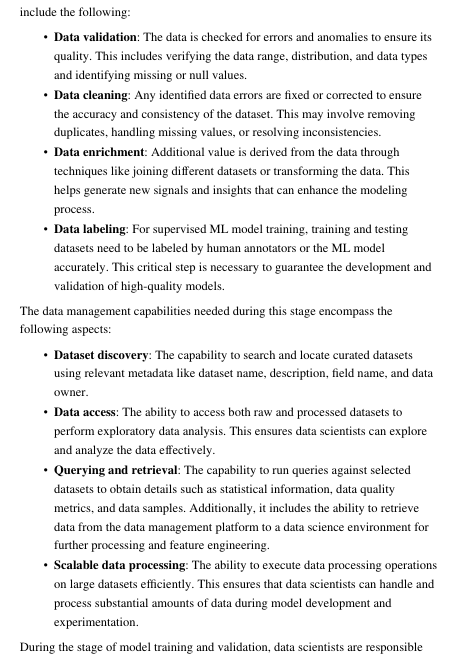 include the following:
• Data validation: The data is checked for errors and anomalies to ensure its
quality. This includes verifying the data range, distribution, and data types
and identifying missing or null values.
• Data cleaning: Any identified data errors are fixed or corrected to ensure
the accuracy and consistency of the dataset. This may involve removing
duplicates, handling missing values, or resolving inconsistencies.
• Data enrichment: Additional value is derived from the data through
techniques like joining different datasets or transforming the data. This
helps generate new signals and insights that can enhance the modeling
process.
• Data labeling: For supervised ML model training, training and testing
datasets need to be labeled by human annotators or the ML model
accurately. This critical step is necessary to guarantee the development and
validation of high-quality models.
The data management capabilities needed during this stage encompass the
following aspects:
• Dataset discovery: The capability to search and locate curated datasets
using relevant metadata like dataset name, description, field name, and data
owner.
• Data access: The ability to access both raw and processed datasets to
perform exploratory data analysis. This ensures data scientists can explore
and analyze the data effectively.
• Querying and retrieval: The capability to run queries against selected
datasets to obtain details such as statistical information, data quality
metrics, and data samples. Additionally, it includes the ability to retrieve
data from the data management platform to a data science environment for
further processing and feature engineering.
• Scalable data processing: The ability to execute data processing operations
on large datasets efficiently. This ensures that data scientists can handle and
process substantial amounts of data during model development and
experimentation.
During the stage of model training and validation, data scientists are responsible